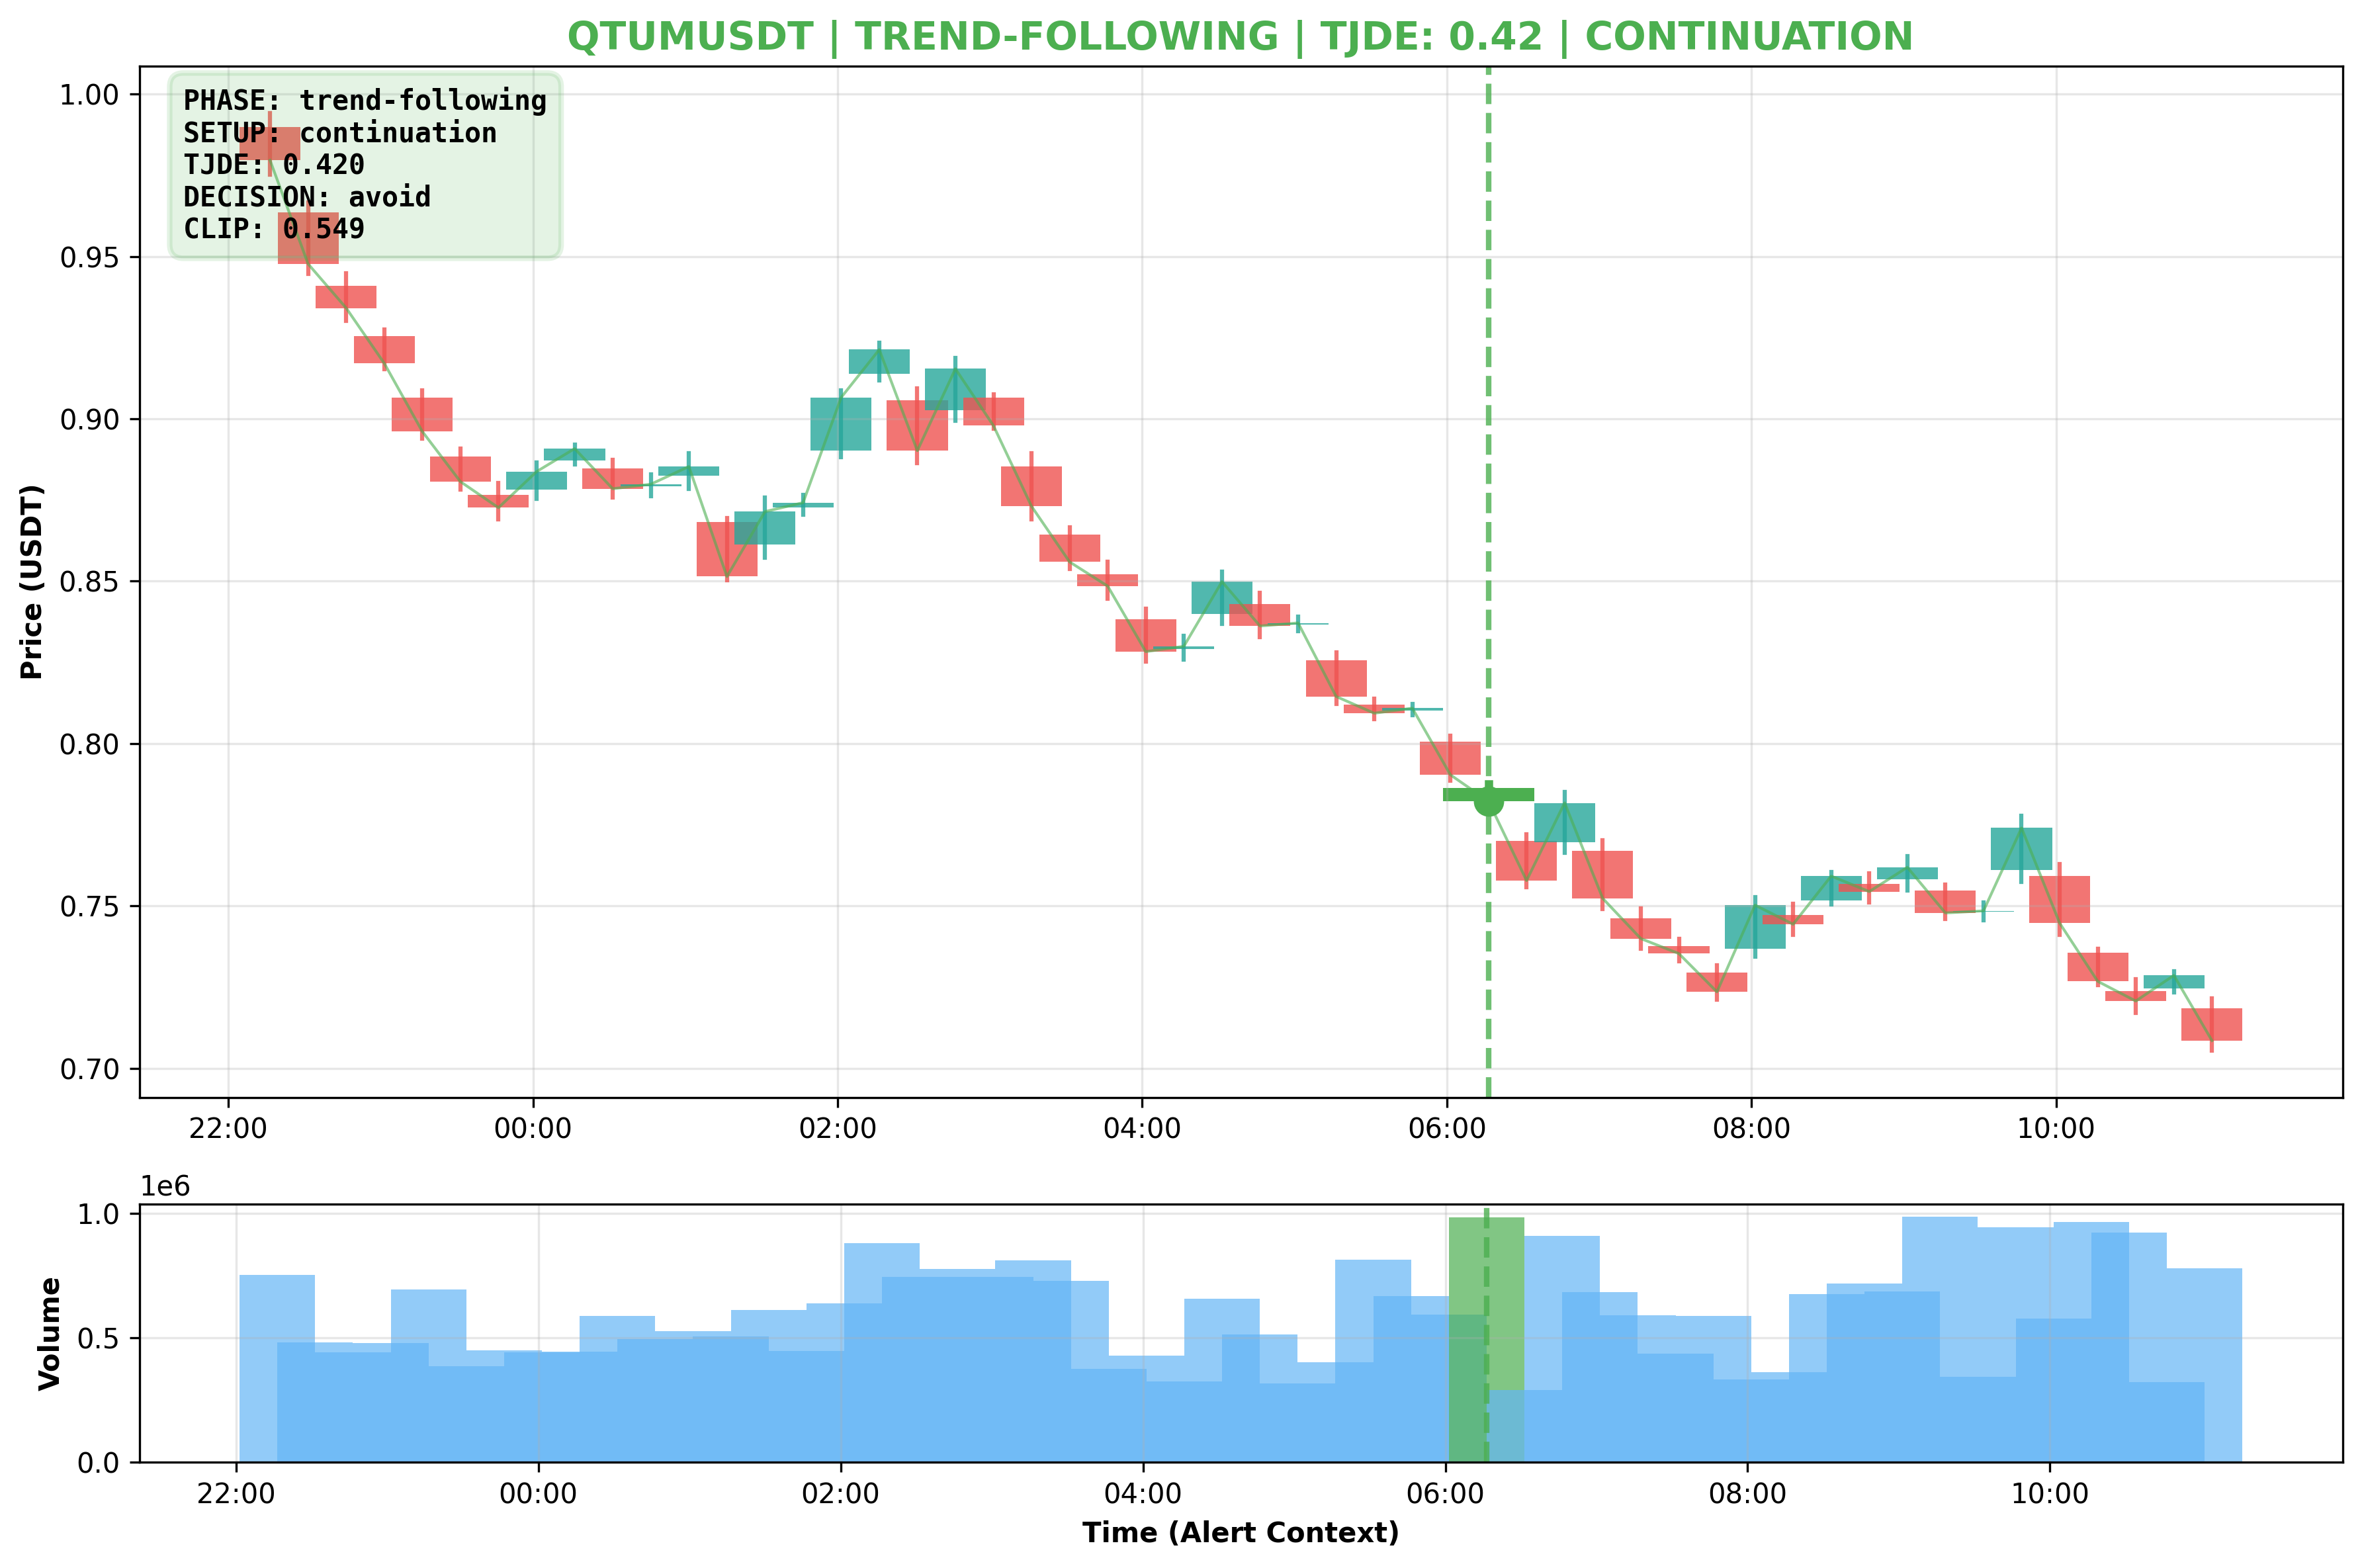 QTUMUSDT | TREND-FOLLOWING | TJDE: 0.42 | CONTINUATION
PHASE: trend-following
SETUP: continuation
TJDE: 0.420
DECISION: avoid
CLIP: 0.549
Price (USDT)
1.00
0.95
0.90
0.85
0.80
0.75
0.70
22:00 00:00 02:00 04:00 06:00 08:00 10:00
1e6
Volume
1.0
0.5
0.0
22:00 00:00 02:00 04:00 06:00 08:00 10:00
Time (Alert Context)